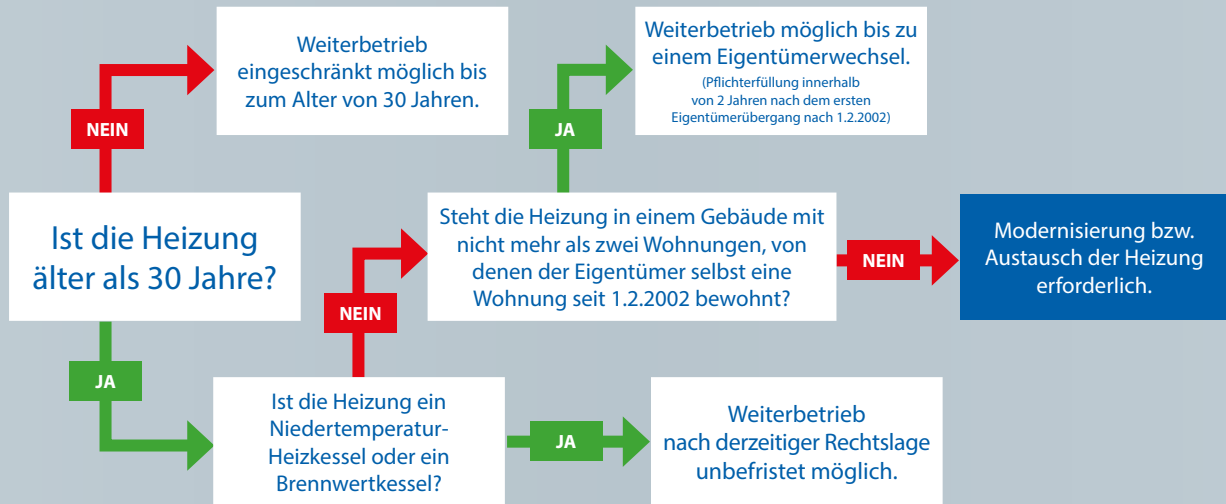 Weiterbetrieb
eingeschränkt möglich bis
zum Alter von 30 Jahren.
Weiterbetrieb möglich bis zu
einem Eigentümerwechsel.
(Pflichterfüllung innerhalb
von 2 Jahren nach dem ersten
Eigentümerübergang nach 1.2.2002)
NEIN
JA
Ist die Heizung
älter als 30 Jahre?
Steht die Heizung in einem Gebäude mit
nicht mehr als zwei Wohnungen, von
denen der Eigentümer selbst eine
Wohnung seit 1.2.2002 bewohnt?
NEIN
Modernisierung bzw.
Austausch der Heizung
erforderlich.
NEIN
JA
Ist die Heizung ein
Niedertemperatur-
Heizkessel oder ein
Brennwertkessel?
JA
Weiterbetrieb
nach derzeitiger Rechtslage
unbefristet möglich.